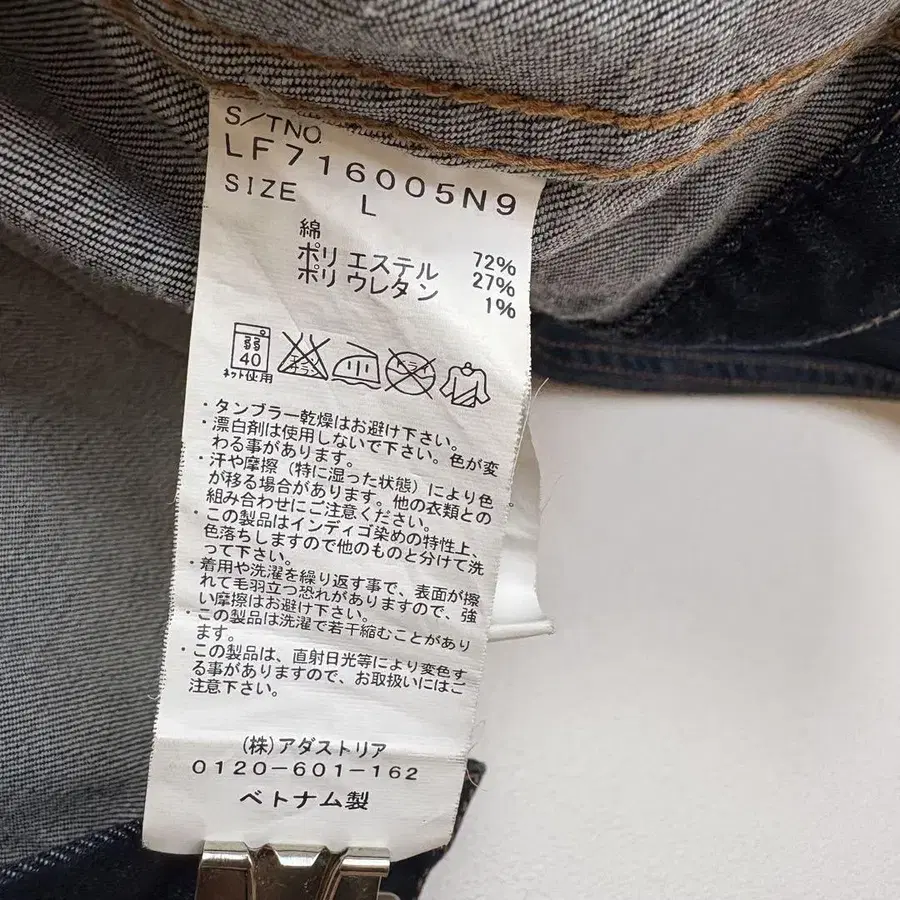 S/TNO.
LF716005N9
SIZE L
綿 72%
ポリエステル 27%
ポリウレタン 1%
弱
40
ネット使用
エンソサラシ
ドライ
・タンブラー乾燥はお避け下さい。
・漂白剤は使用しないで下さい。色が変
わる事があります。
・汗や摩擦（特に湿った状態）により色
が移る場合があります。他の衣類との
組み合わせにご注意ください。
・この製品はインディゴ染めの特性上、
色落ちしますので他のものと分けて洗
って下さい。
・着用や洗濯を繰り返す事で、表面が擦
れて毛羽立つ恐れがありますので、強
い摩擦はお避け下さい。
・この製品は洗濯で若干縮むことがあり
ます。
・この製品は、直射日光等により変色す
る事がありますので、お取扱いにはご
注意下さい。
(株)アダストリア
0120-601-162
ベトナム製